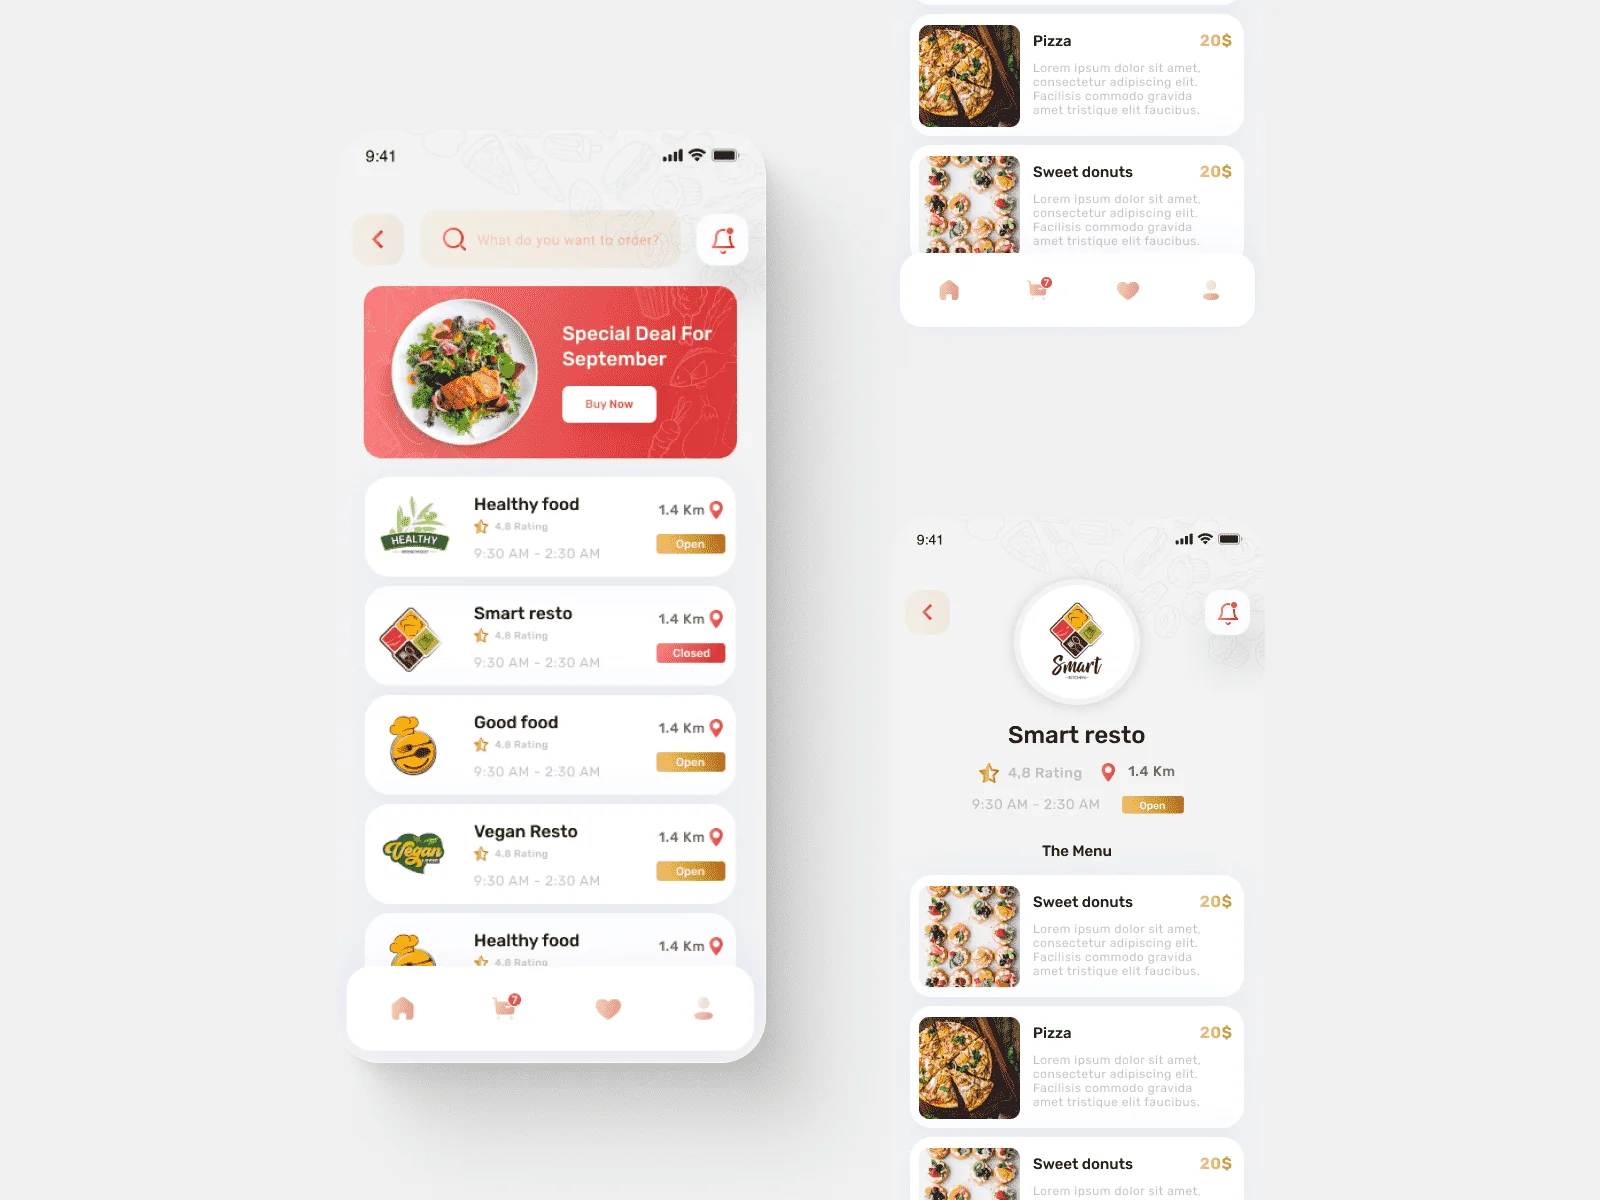 9:41
What do you want to order?
Special Deal For
September
Buy Now
HEALTHY
Healthy food
4,8 Rating
9:30 AM - 2:30 AM
1.4 Km
Open
Smart resto
4,8 Rating
9:30 AM - 2:30 AM
1.4 Km
Closed
Good food
4,8 Rating
9:30 AM - 2:30 AM
1.4 Km
Open
Vegan
Vegan Resto
4,8 Rating
9:30 AM - 2:30 AM
1.4 Km
Open
Healthy food
4,8 Rating
1.4 Km
7
Pizza
20$
Lorem ipsum dolor sit amet,
consectetur adipiscing elit.
Facilisis commodo gravida
amet tristique elit faucibus.
Sweet donuts
20$
Lorem ipsum dolor sit amet,
consectetur adipiscing elit.
Facilisis commodo gravida
amet tristique elit faucibus.
7
9:41
Smart
KITCHEN
Smart resto
4,8 Rating
1.4 Km
9:30 AM - 2:30 AM
Open
The Menu
Sweet donuts
20$
Lorem ipsum dolor sit amet,
consectetur adipiscing elit.
Facilisis commodo gravida
amet tristique elit faucibus.
Pizza
20$
Lorem ipsum dolor sit amet,
consectetur adipiscing elit.
Facilisis commodo gravida
amet tristique elit faucibus.
Sweet donuts
20$
Lorem ipsum dolor sit amet,